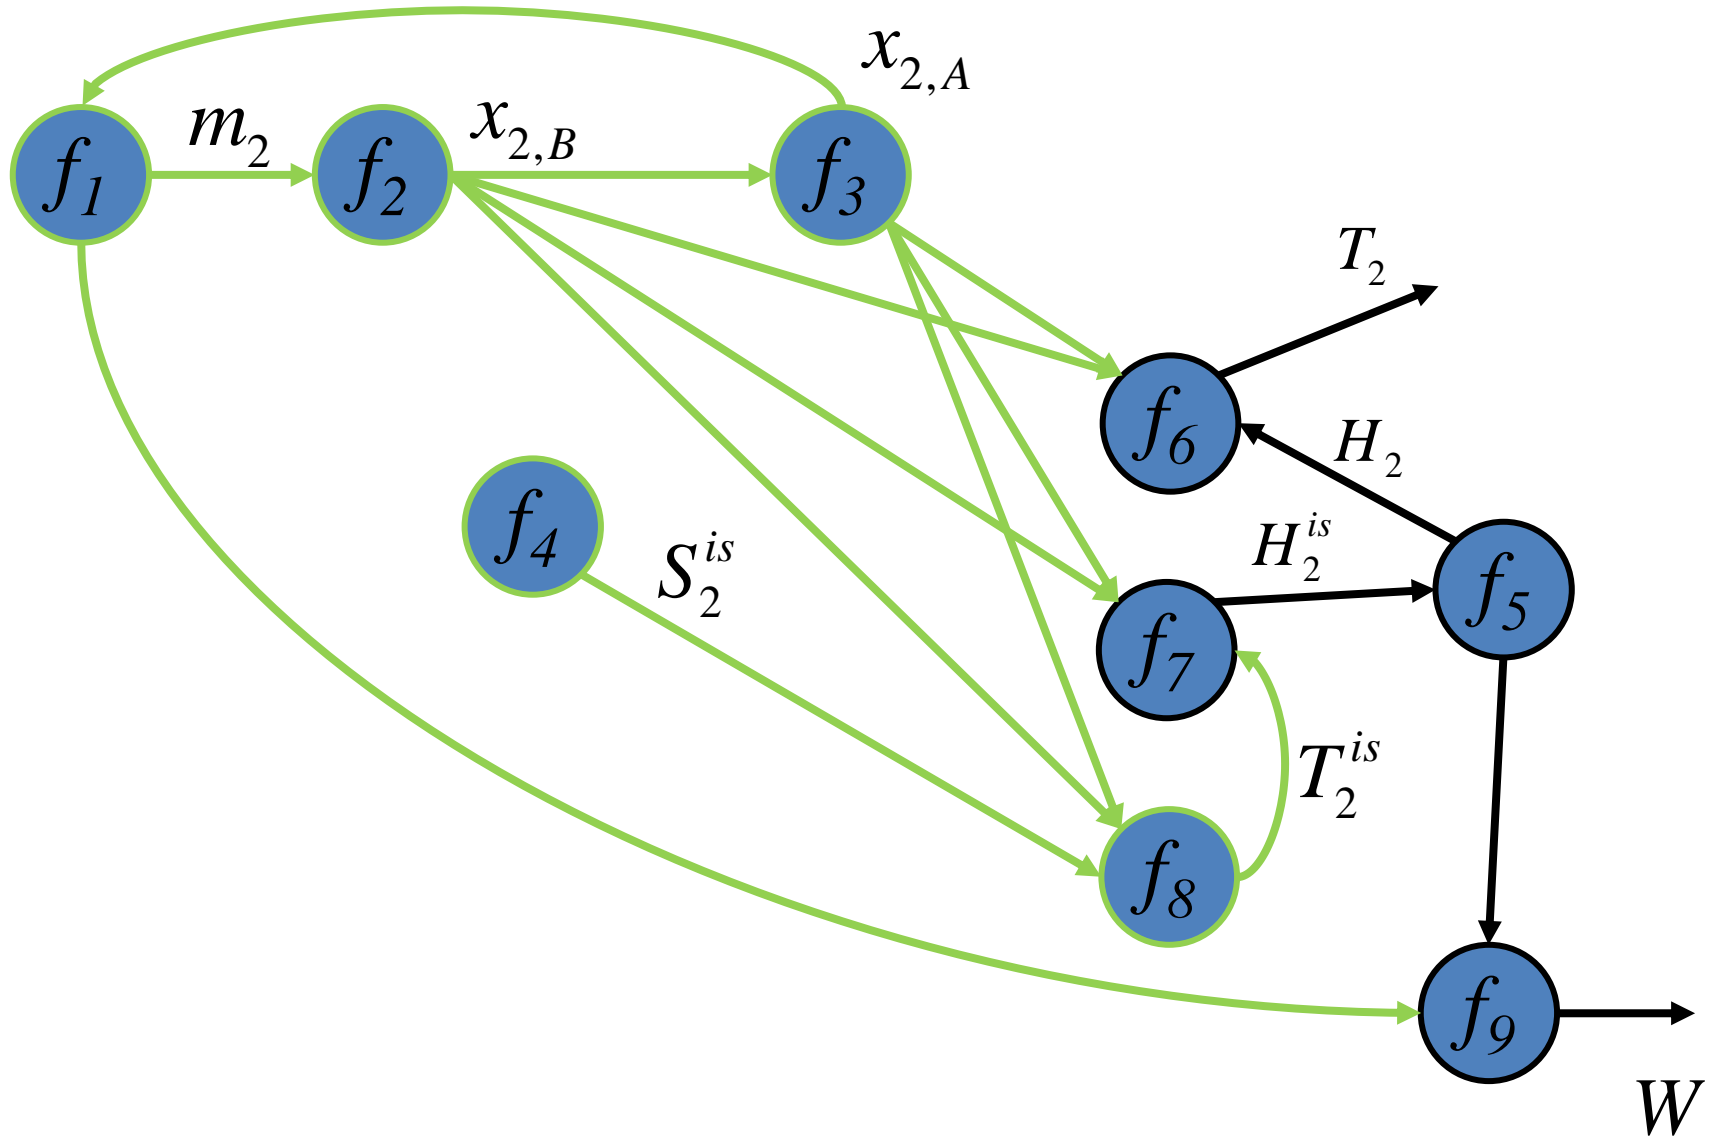 x₂,A
m₂
x₂,B
f₁
f₂
f₃
T₂
f₆
H₂
f₄
S₂ⁱˢ
H₂ⁱˢ
f₅
f₇
T₂ⁱˢ
f₈
f₉
W